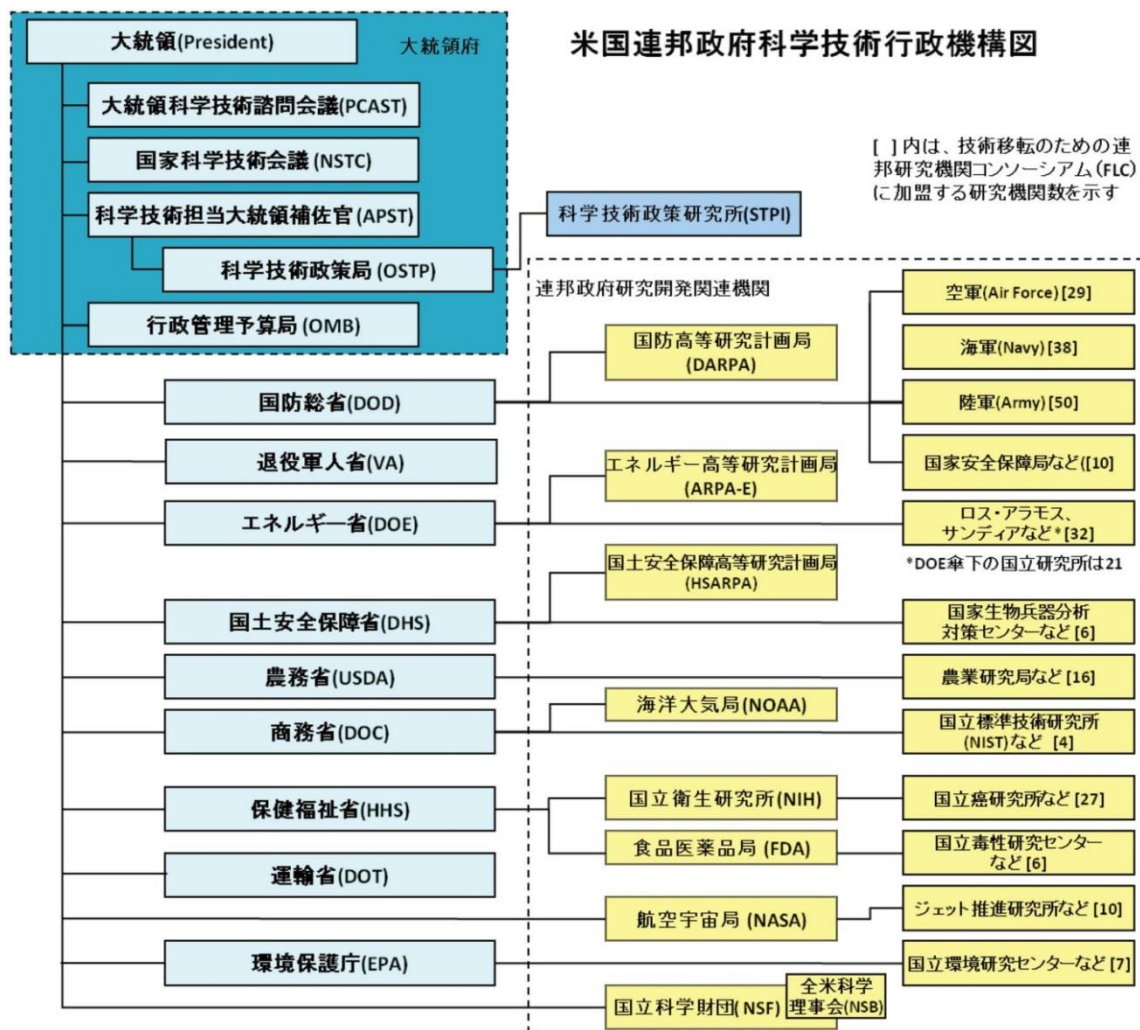 大統領(President)
大統領府
米国連邦政府科学技術行政機構図
大統領科学技術諮問会議(PCAST)
国家科学技術会議(NSTC)
科学技術担当大統領補佐官(APST)
科学技術政策局(OSTP)
行政管理予算局(OMB)
[ ]内は、技術移転のための連
邦研究機関コンソーシアム(FLC)
に加盟する研究機関数を示す
科学技術政策研究所(STPI)
連邦政府研究開発関連機関
国防総省(DOD)
国防高等研究計画局
(DARPA)
空軍(Air Force)[29]
海軍(Navy)[38]
陸軍(Army)[50]
国家安全保障局など([10]
退役軍人省(VA)
エネルギー省(DOE)
エネルギー高等研究計画局
(ARPA-E)
ロス・アラモス、
サンディアなど*[32]
*DOE傘下の国立研究所は21
国土安全保障省(DHS)
国土安全保障高等研究計画局
(HSARPA)
国家生物兵器分析
対策センターなど[6]
農務省(USDA)
農業研究局など[16]
商務省(DOC)
海洋大気局(NOAA)
国立標準技術研究所
(NIST)など [4]
保健福祉省(HHS)
国立衛生研究所(NIH)
国立癌研究所など[27]
食品医薬品局 (FDA)
国立毒性研究センター
など[6]
運輸省(DOT)
航空宇宙局(NASA)
ジェット推進研究所など[10]
環境保護庁(EPA)
国立環境研究センターなど[7]
国立科学財団(NSF)
全米科学
理事会(NSB)